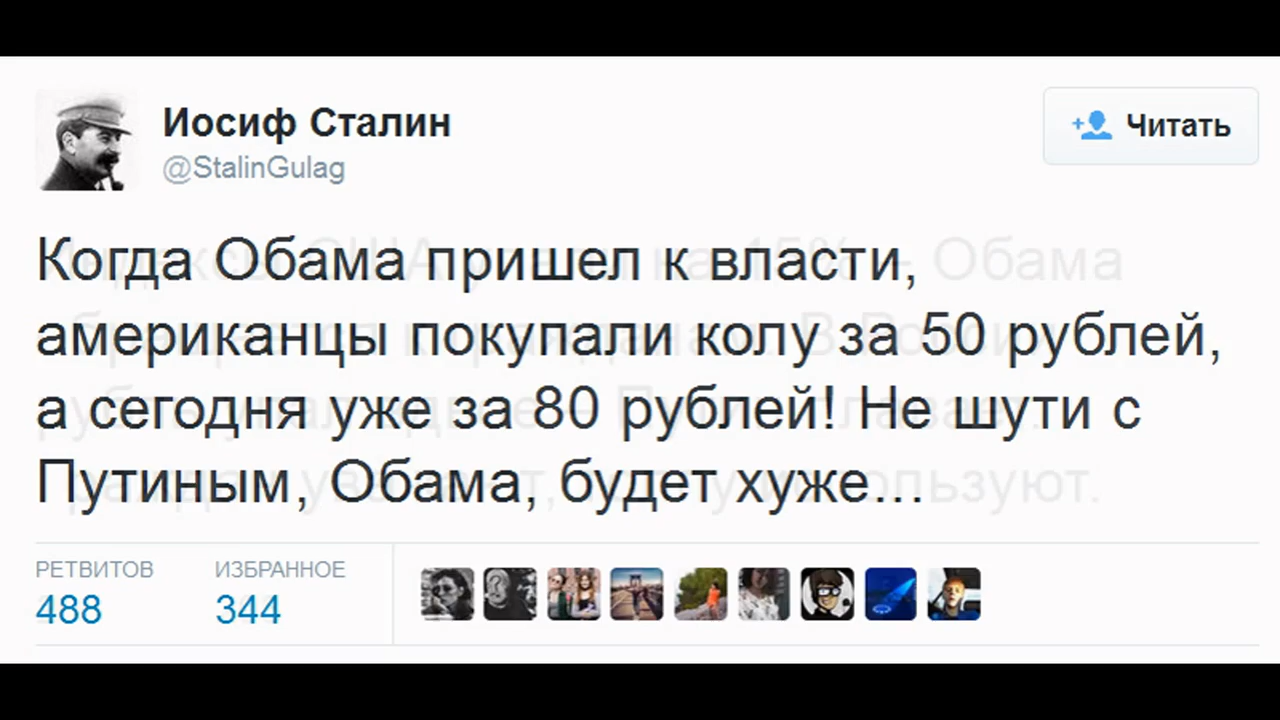 Иосиф Сталин
@StalinGulag
Читать
Когда Обама пришел к власти,
американцы покупали колу за 50 рублей,
а сегодня уже за 80 рублей! Не шути с
Путиным, Обама, будет хуже...
РЕТВИТОВ
ИЗБРАННОЕ
488
344